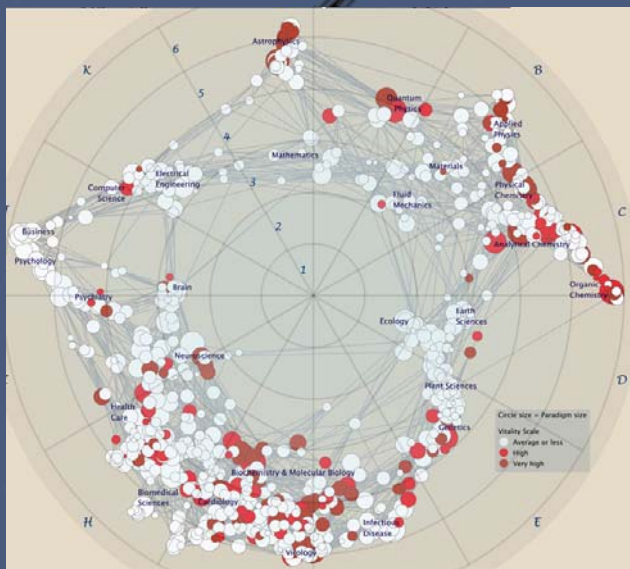 Astrophysics
6
K
5
B
Quantum
Physics
4
Applied
Physics
Mathematics
Materials
Electrical
Engineering
3
Computer
Science
Physical
Chemistry
Fluid
Mechanics
C
2
Business
Analytical Chemistry
Psychology
1
Organic
Chemistry
Brain
Psychiatry
Earth
Sciences
Ecology
Neuroscience
D
Plant Sciences
Health
Care
Circle size = Paradigm size
Genetics
Vitality Scale
Average or less
High
Very high
Biochemistry & Molecular Biology
Biomedical
Sciences
Cardiology
H
Infectious
Disease
E
Virology